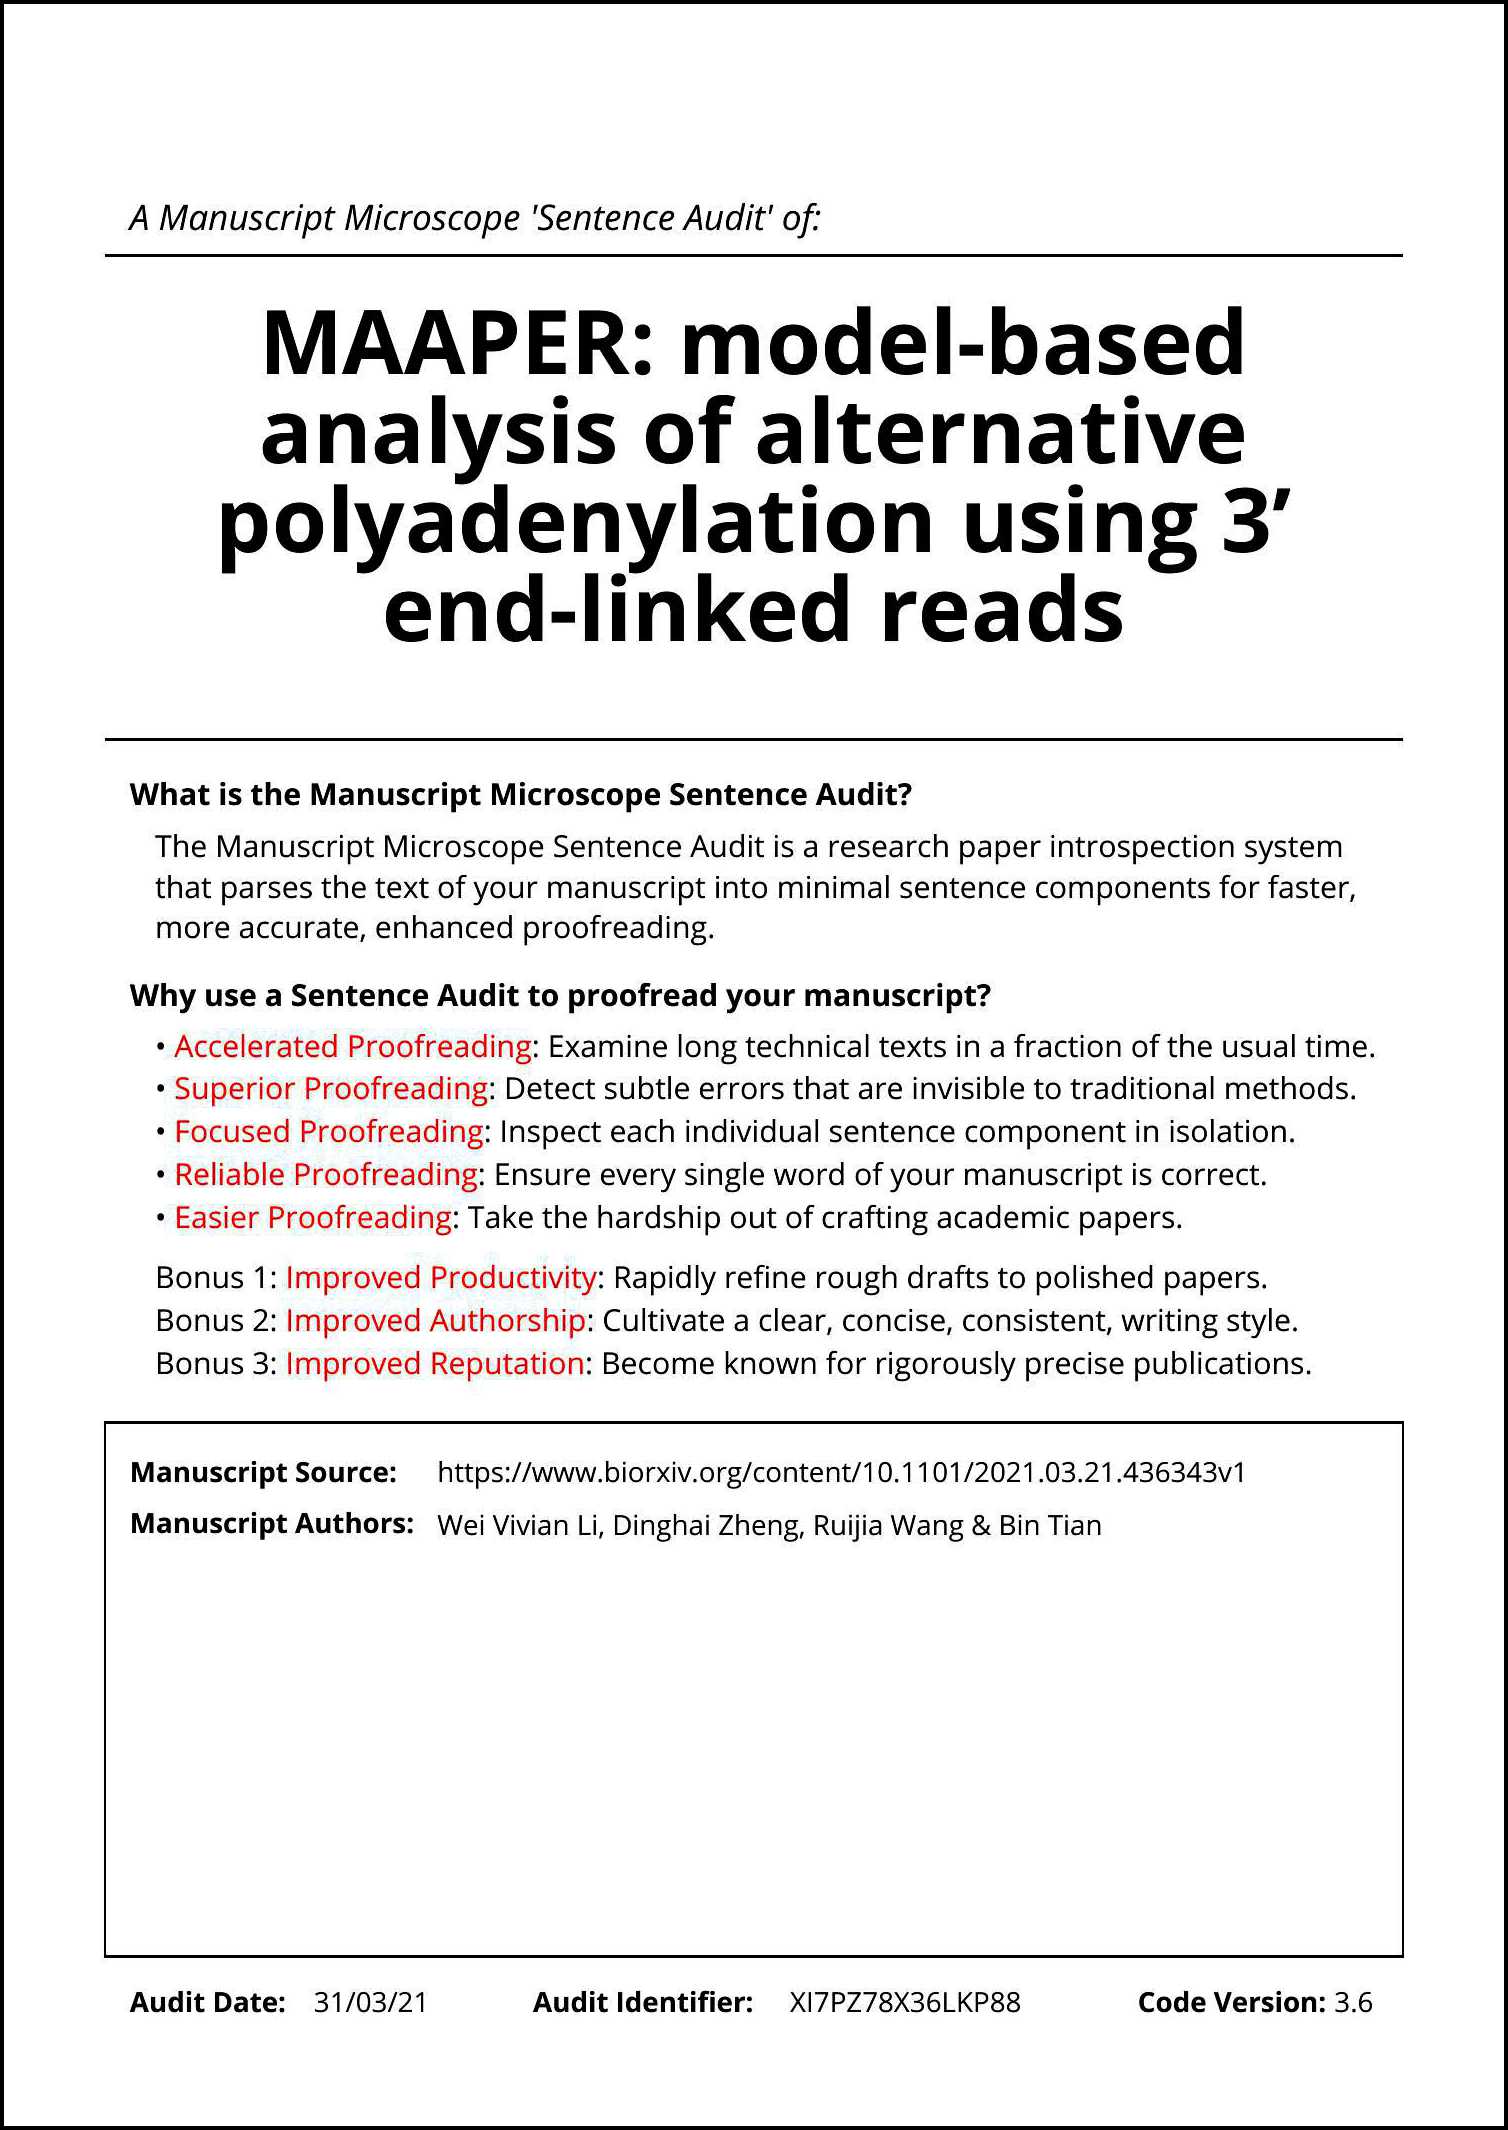 A Manuscript Microscope 'Sentence Audit' of:
MAAPER: model-based
analysis of alternative
polyadenylation using 3’
end-linked reads
What is the Manuscript Microscope Sentence Audit?
The Manuscript Microscope Sentence Audit is a research paper introspection system
that parses the text of your manuscript into minimal sentence components for faster,
more accurate, enhanced proofreading.
Why use a Sentence Audit to proofread your manuscript?
• Accelerated Proofreading: Examine long technical texts in a fraction of the usual time.
• Superior Proofreading: Detect subtle errors that are invisible to traditional methods.
• Focused Proofreading: Inspect each individual sentence component in isolation.
• Reliable Proofreading: Ensure every single word of your manuscript is correct.
• Easier Proofreading: Take the hardship out of crafting academic papers.
Bonus 1: Improved Productivity: Rapidly refine rough drafts to polished papers.
Bonus 2: Improved Authorship: Cultivate a clear, concise, consistent, writing style.
Bonus 3: Improved Reputation: Become known for rigorously precise publications.
Manuscript Source: https://www.biorxiv.org/content/10.1101/2021.03.21.436343v1
Manuscript Authors: Wei Vivian Li, Dinghai Zheng, Ruijia Wang & Bin Tian
Audit Date: 31/03/21 Audit Identifier: XI7PZ78X36LKP88 Code Version: 3.6